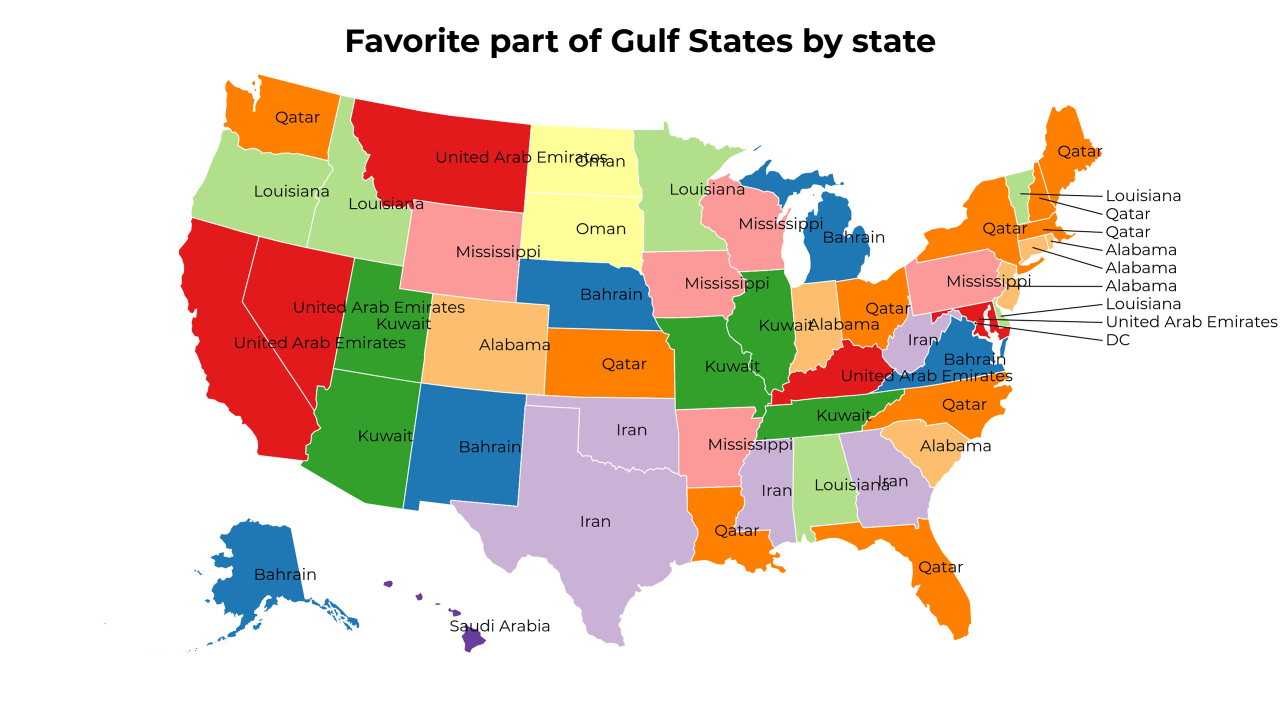 Favorite part of Gulf States by state
Qatar
United Arab Emirates
Oman
Qatar
Louisiana
Louisiana
Louisiana
Louisiana
Qatar
Oman
Mississippi
Qatar
Qatar
Mississippi
Bahrain
Alabama
Alabama
Mississippi
Mississippi
Alabama
Bahrain
Louisiana
United Arab Emirates
Qatar
United Arab Emirates
Kuwait
Kuwait
Alabama
DC
United Arab Emirates
Alabama
Iran
Bahrain
Qatar
Kuwait
United Arab Emirates
Qatar
Kuwait
Kuwait
Iran
Bahrain
Mississippi
Alabama
Iran
Louisiana
Iran
Iran
Qatar
Bahrain
Qatar
Saudi Arabia